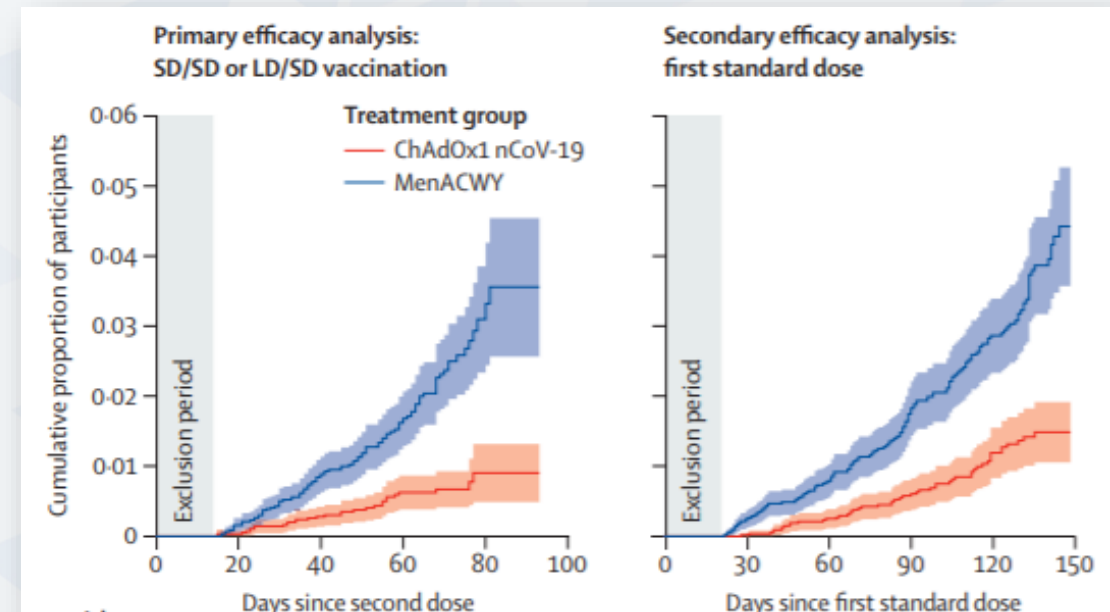 Primary efficacy analysis:
SD/SD or LD/SD vaccination
Secondary efficacy analysis:
first standard dose
Treatment group
ChAdOx1 nCoV-19
MenACWY
Cumulative proportion of participants
0·06
0·05
0·04
0·03
0·02
0·01
0
Exclusion period
0 20 40 60 80 100
Days since second dose
Exclusion period
0 30 60 90 120 150
Days since first standard dose